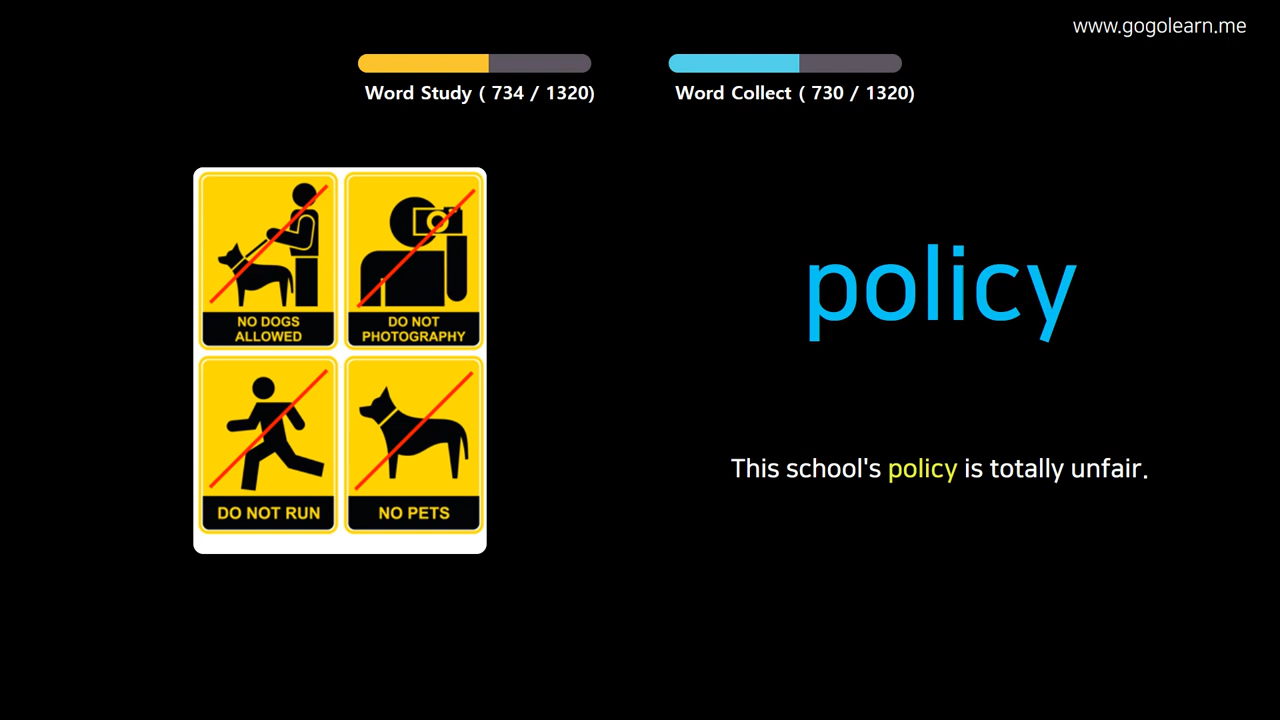 www.gogolearn.me
Word Study ( 734 / 1320)
Word Collect ( 730 / 1320)
NO DOGS
ALLOWED
DO NOT
PHOTOGRAPHY
DO NOT RUN
NO PETS
policy
This school's policy is totally unfair.